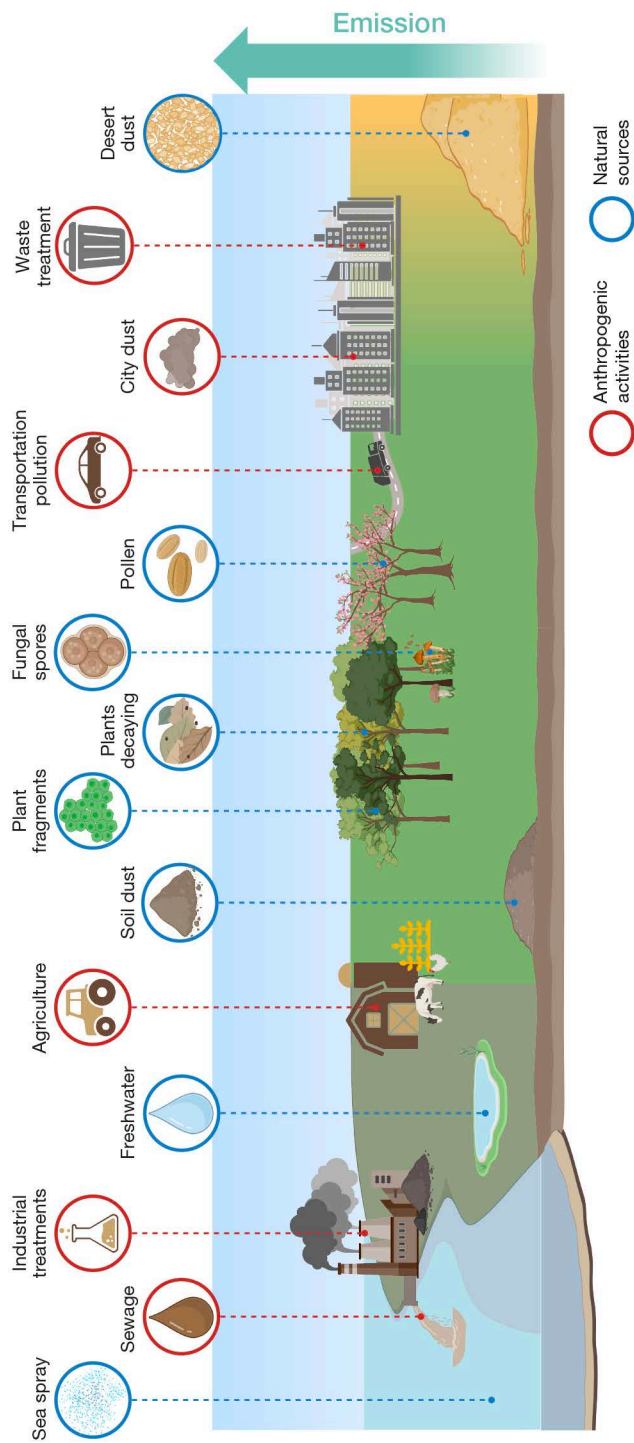 Sea spray
Sewage
Industrial
treatments
Freshwater
Agriculture
Soil dust
Plant
fragments
Plants
decaying
Fungal
spores
Pollen
Transportation
pollution
City dust
Waste
treatment
Desert
dust
Emission
Anthropogenic
activities
Natural
sources